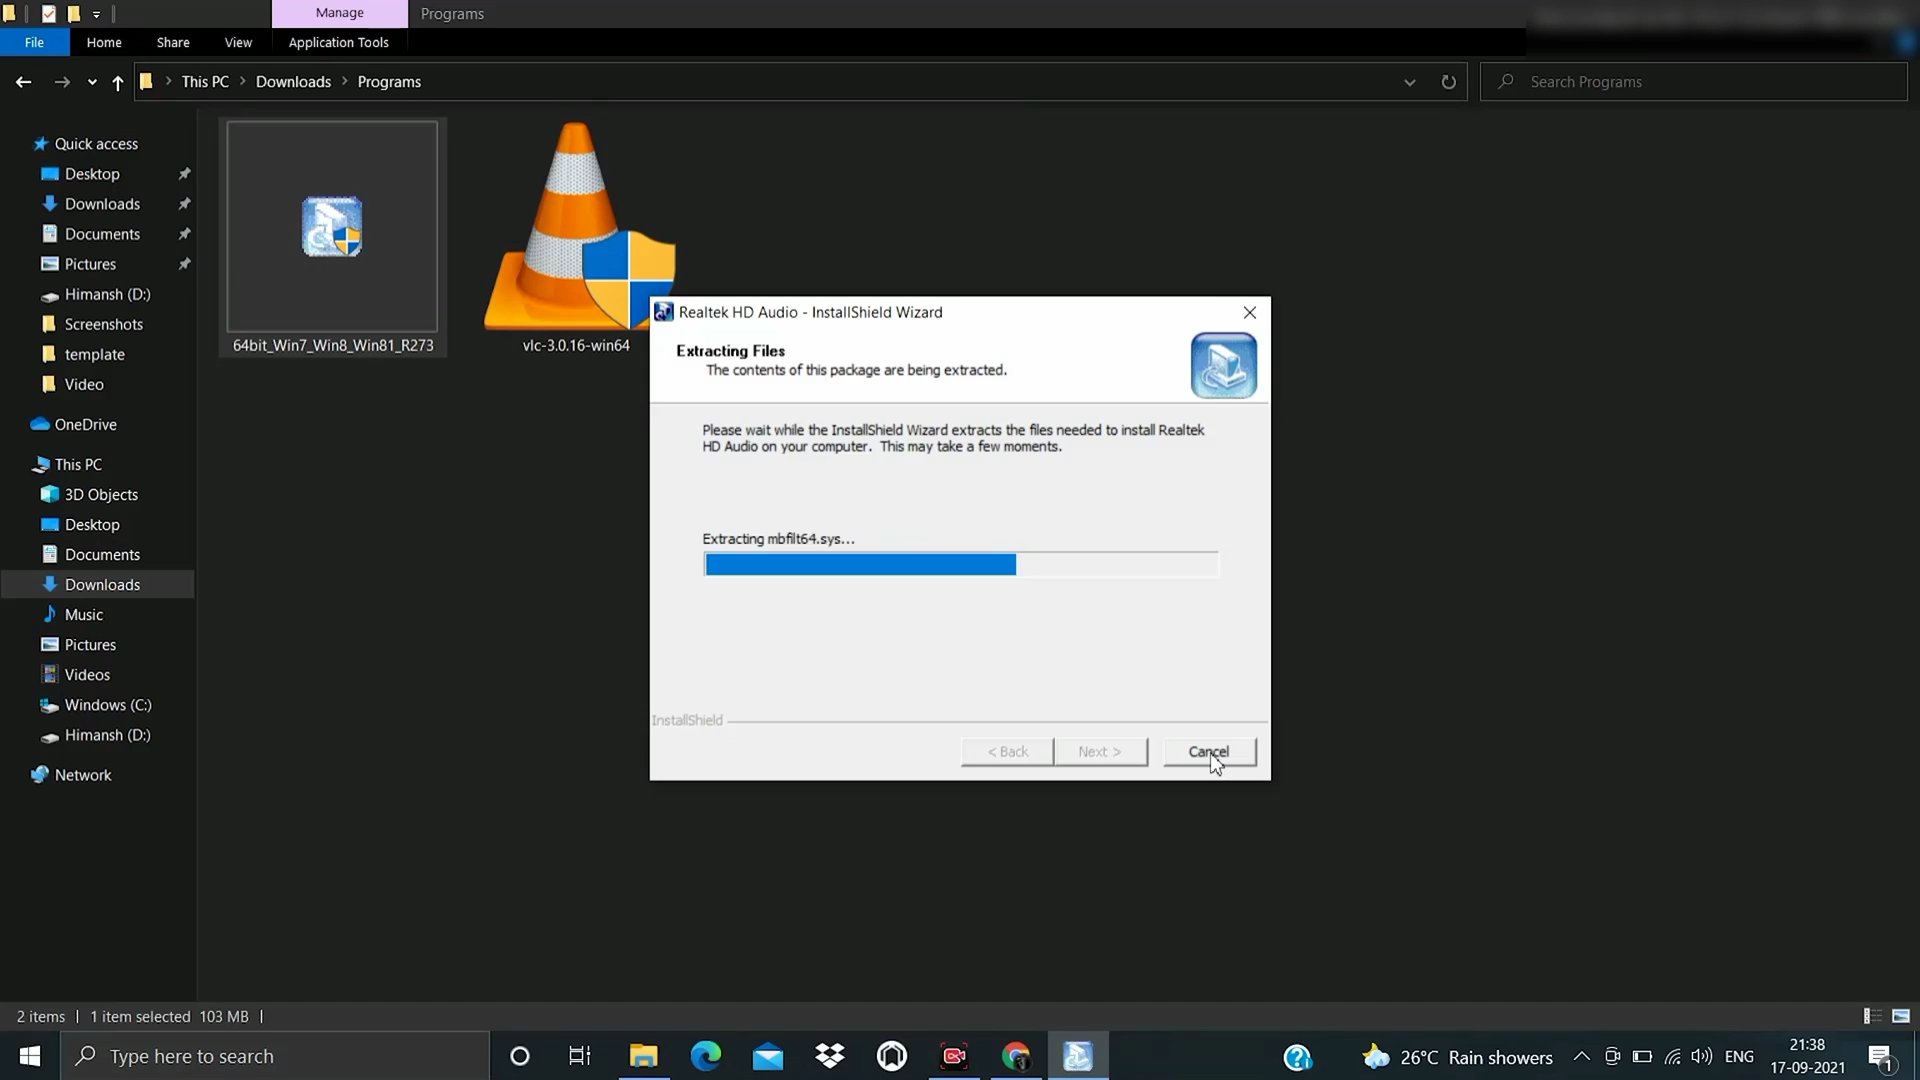 Manage
Programs
File
Home
Share
View
Application Tools
This PC
Downloads
Programs
Search Programs
Quick access
Desktop
Downloads
Documents
Pictures
Himansh (D:)
Screenshots
template
Video
OneDrive
This PC
3D Objects
Desktop
Documents
Downloads
Music
Pictures
Videos
Windows (C:)
Himansh (D:)
Network
64bit_Win7_Win8_Win81_R273
vlc-3.0.16-win64
Realtek HD Audio - InstallShield Wizard
Extracting Files
The contents of this package are being extracted.
Please wait while the InstallShield Wizard extracts the files needed to install Realtek
HD Audio on your computer. This may take a few moments.
Extracting mbfilt64.sys...
InstallShield
< Back
Next >
Cancel
2 items
1 item selected 103 MB
Type here to search
26°C Rain showers
ENG
21:38
17-09-2021
1